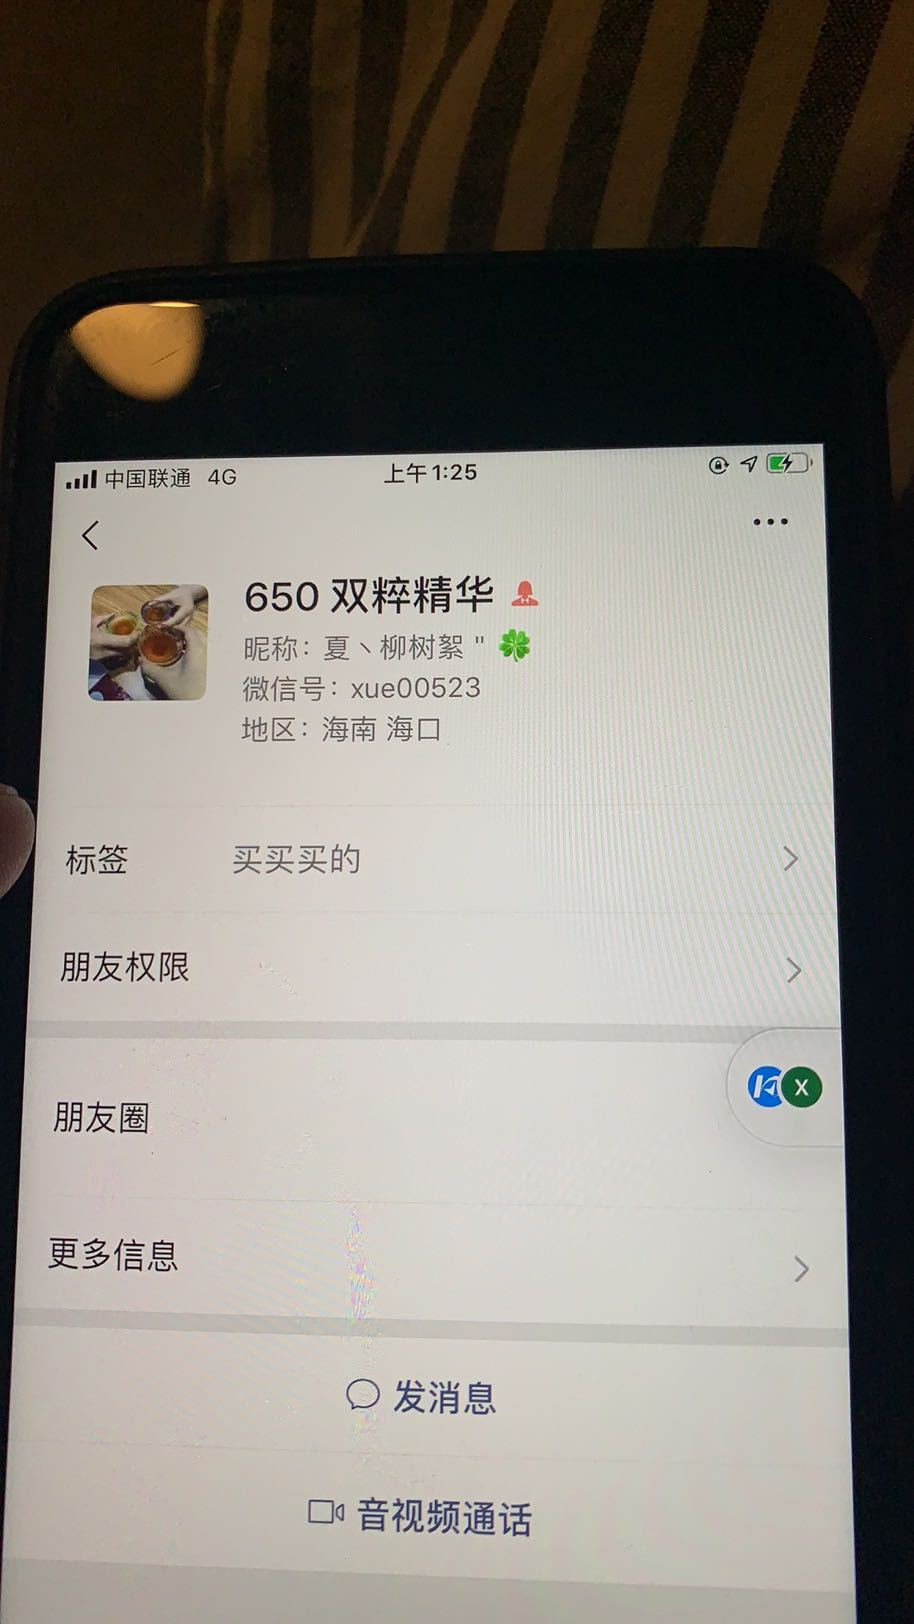 中国联通 4G 上午1:25
650 双粹精华
昵称：夏丶柳树絮 " 🍀
微信号：xue00523
地区：海南 海口
标签 买买买的
朋友权限
X
朋友圈
更多信息
发消息
音视频通话